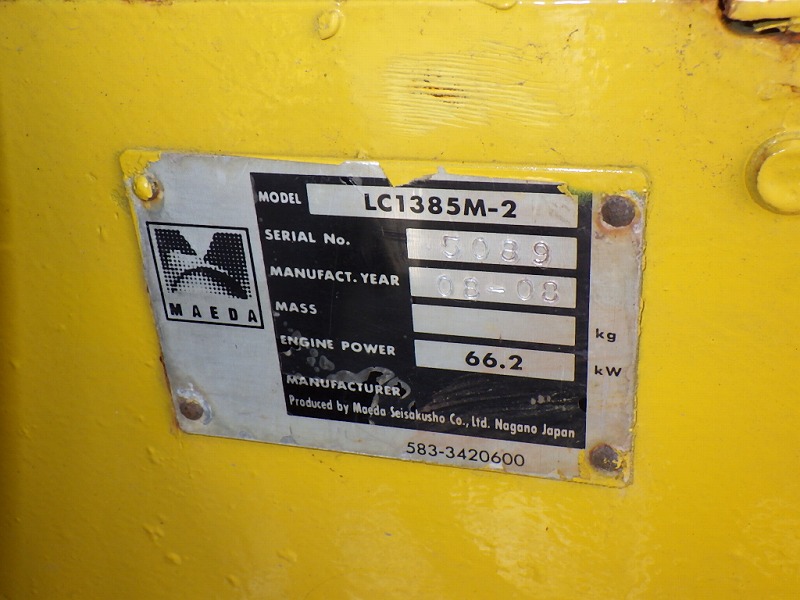 MAEDA
MODEL LC1385M-2
SERIAL No. 5089
MANUFACT. YEAR 08-08
MASS kg
ENGINE POWER 66.2 kW
MANUFACTURER
Produced by Maeda Seisakusho Co., Ltd. Nagano Japan
583-3420600